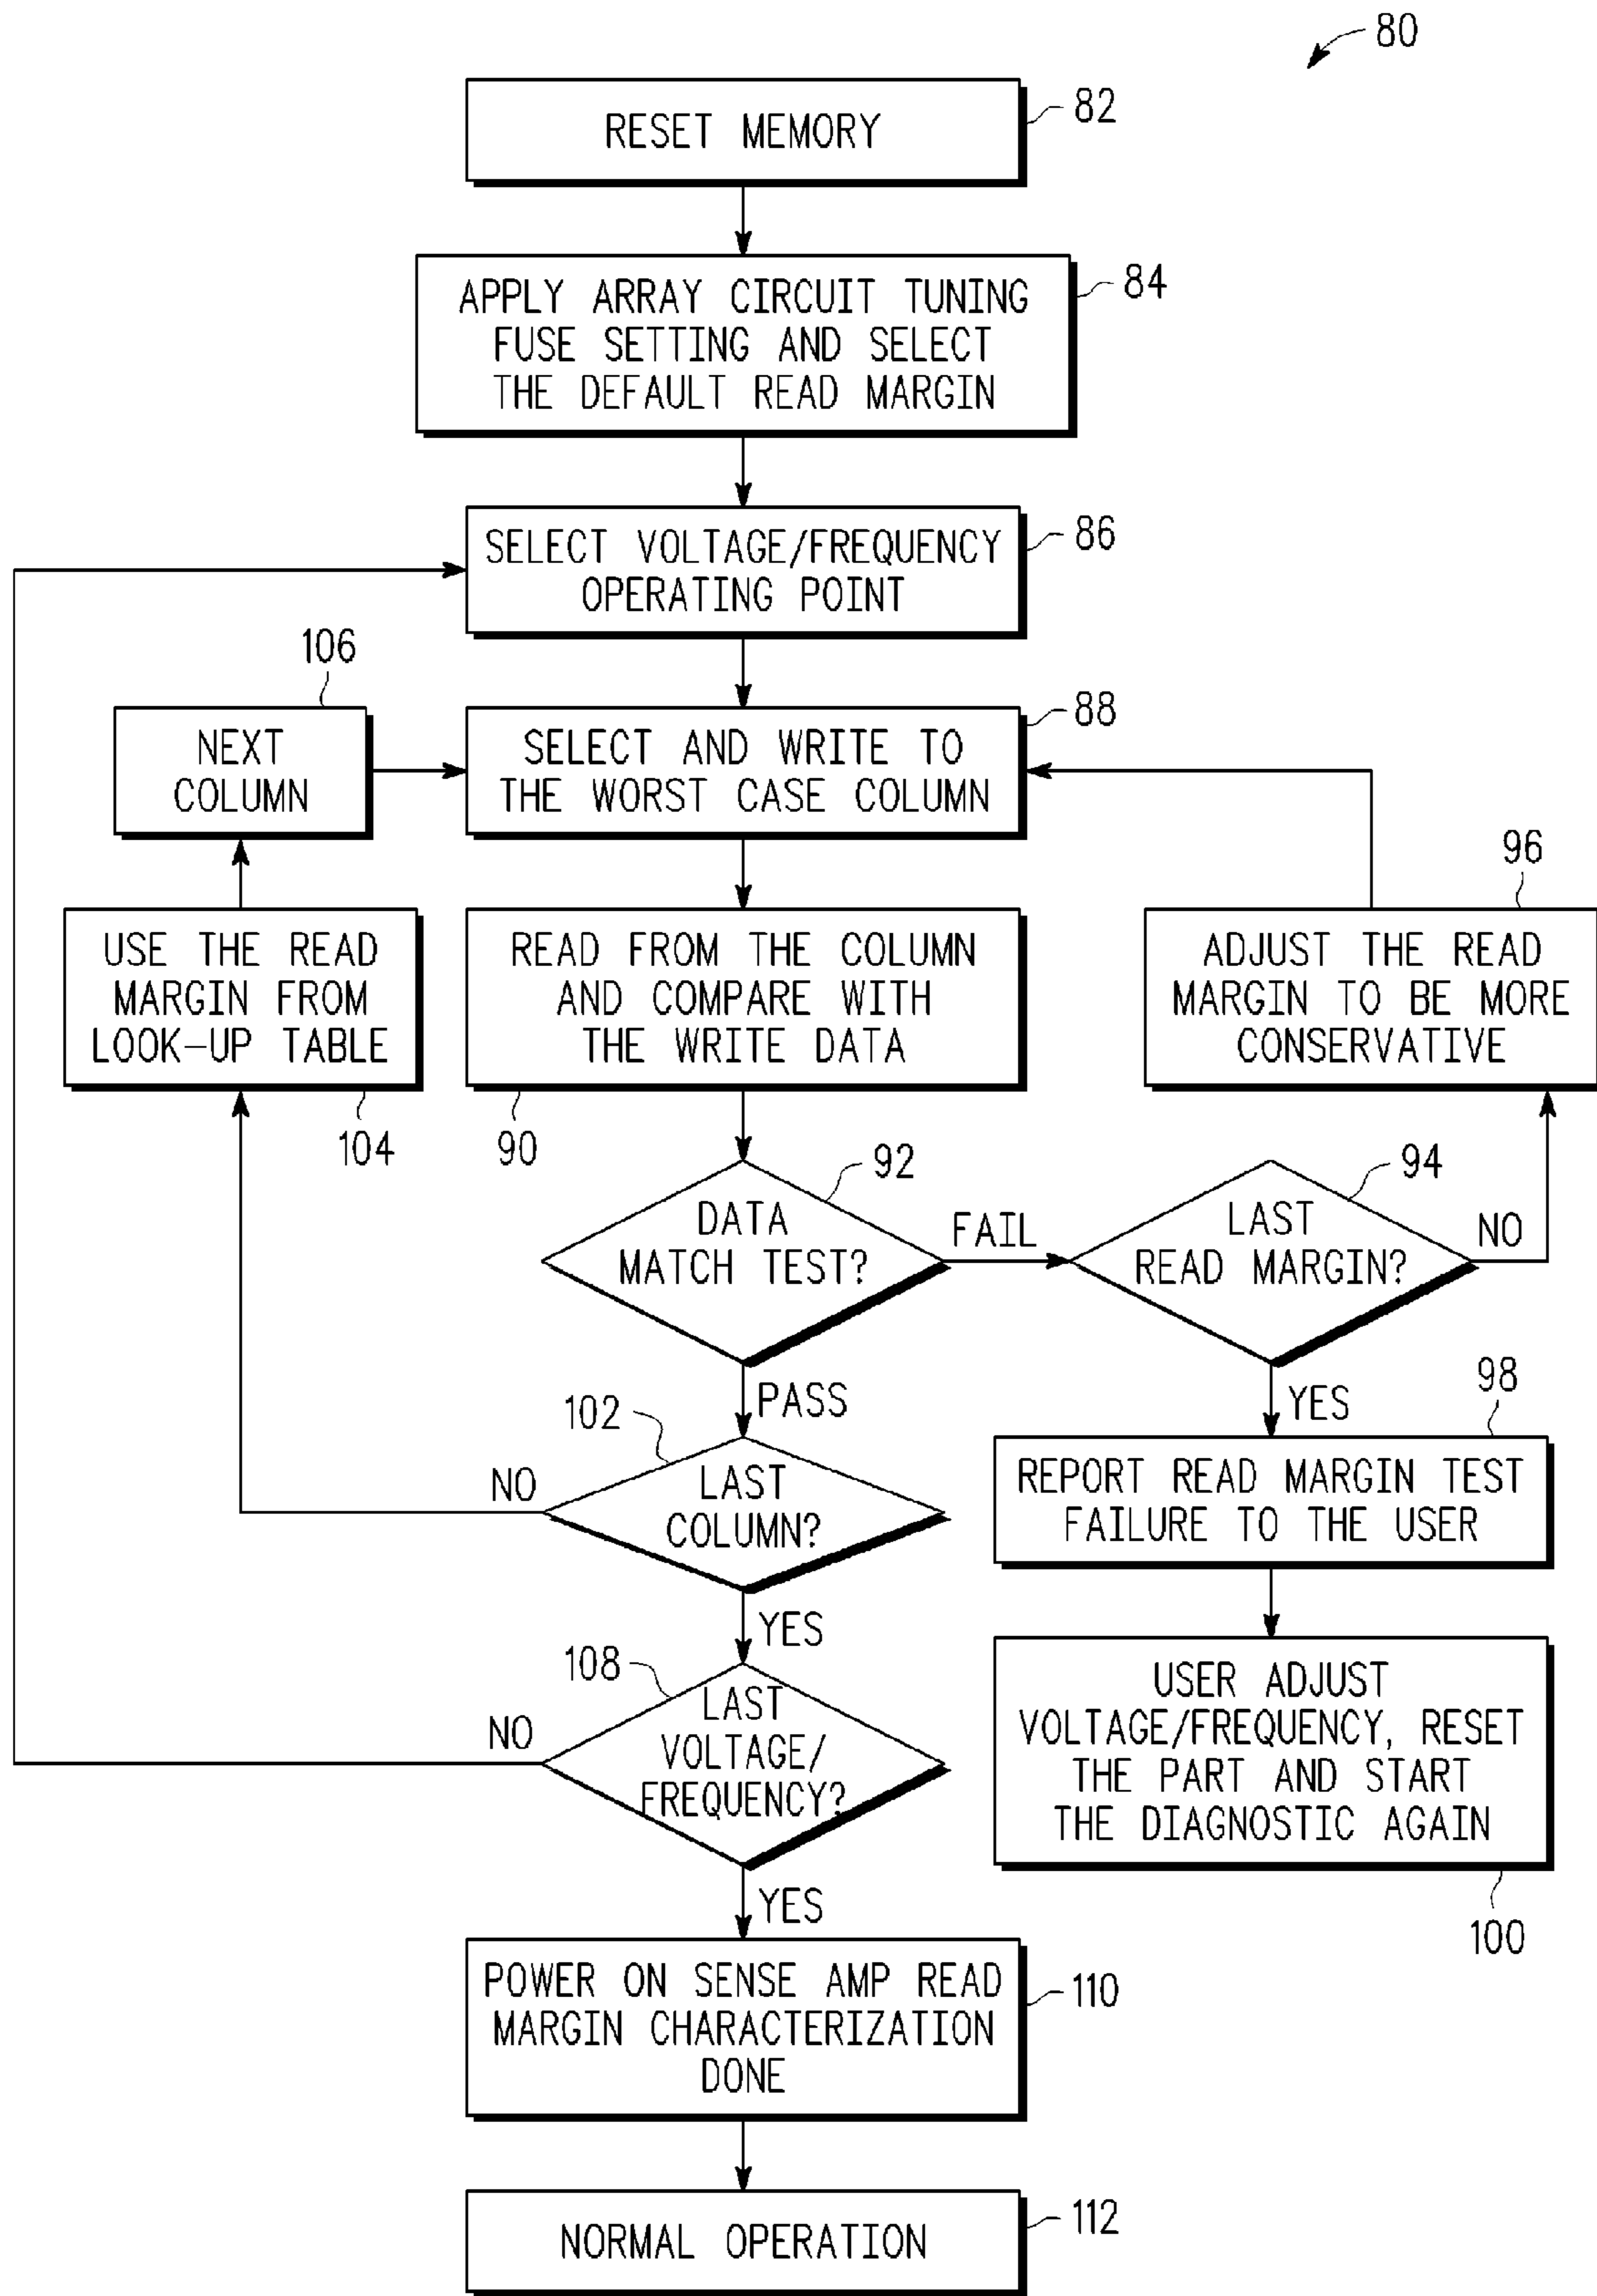 80
RESET MEMORY
82
APPLY ARRAY CIRCUIT TUNING
FUSE SETTING AND SELECT
THE DEFAULT READ MARGIN
84
SELECT VOLTAGE/FREQUENCY
OPERATING POINT
86
106
NEXT
COLUMN
SELECT AND WRITE TO
THE WORST CASE COLUMN
88
96
USE THE READ
MARGIN FROM
LOOK-UP TABLE
104
READ FROM THE COLUMN
AND COMPARE WITH
THE WRITE DATA
90
ADJUST THE READ
MARGIN TO BE MORE
CONSERVATIVE
92
DATA
MATCH TEST?
FAIL
94
LAST
READ MARGIN?
NO
PASS
YES
98
102
LAST
COLUMN?
NO
REPORT READ MARGIN TEST
FAILURE TO THE USER
YES
108
LAST
VOLTAGE/
FREQUENCY?
NO
USER ADJUST
VOLTAGE/FREQUENCY, RESET
THE PART AND START
THE DIAGNOSTIC AGAIN
100
YES
POWER ON SENSE AMP READ
MARGIN CHARACTERIZATION
DONE
110
NORMAL OPERATION
112